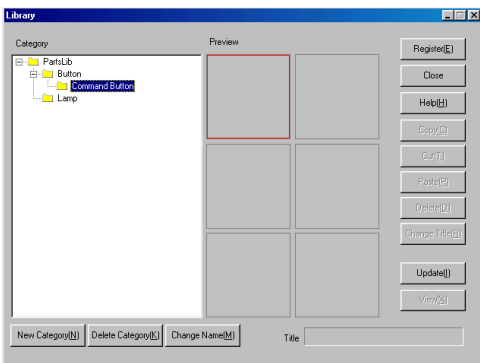 Library
Category
Preview
PartsLib
Button
Command Button
Lamp
Register(E)
Close
Help(H)
Copy(C)
Cut(T)
Paste(P)
Delete(D)
Change Title(R)
Update(I)
View(X)
New Category(N)
Delete Category(K)
Change Name(M)
Title